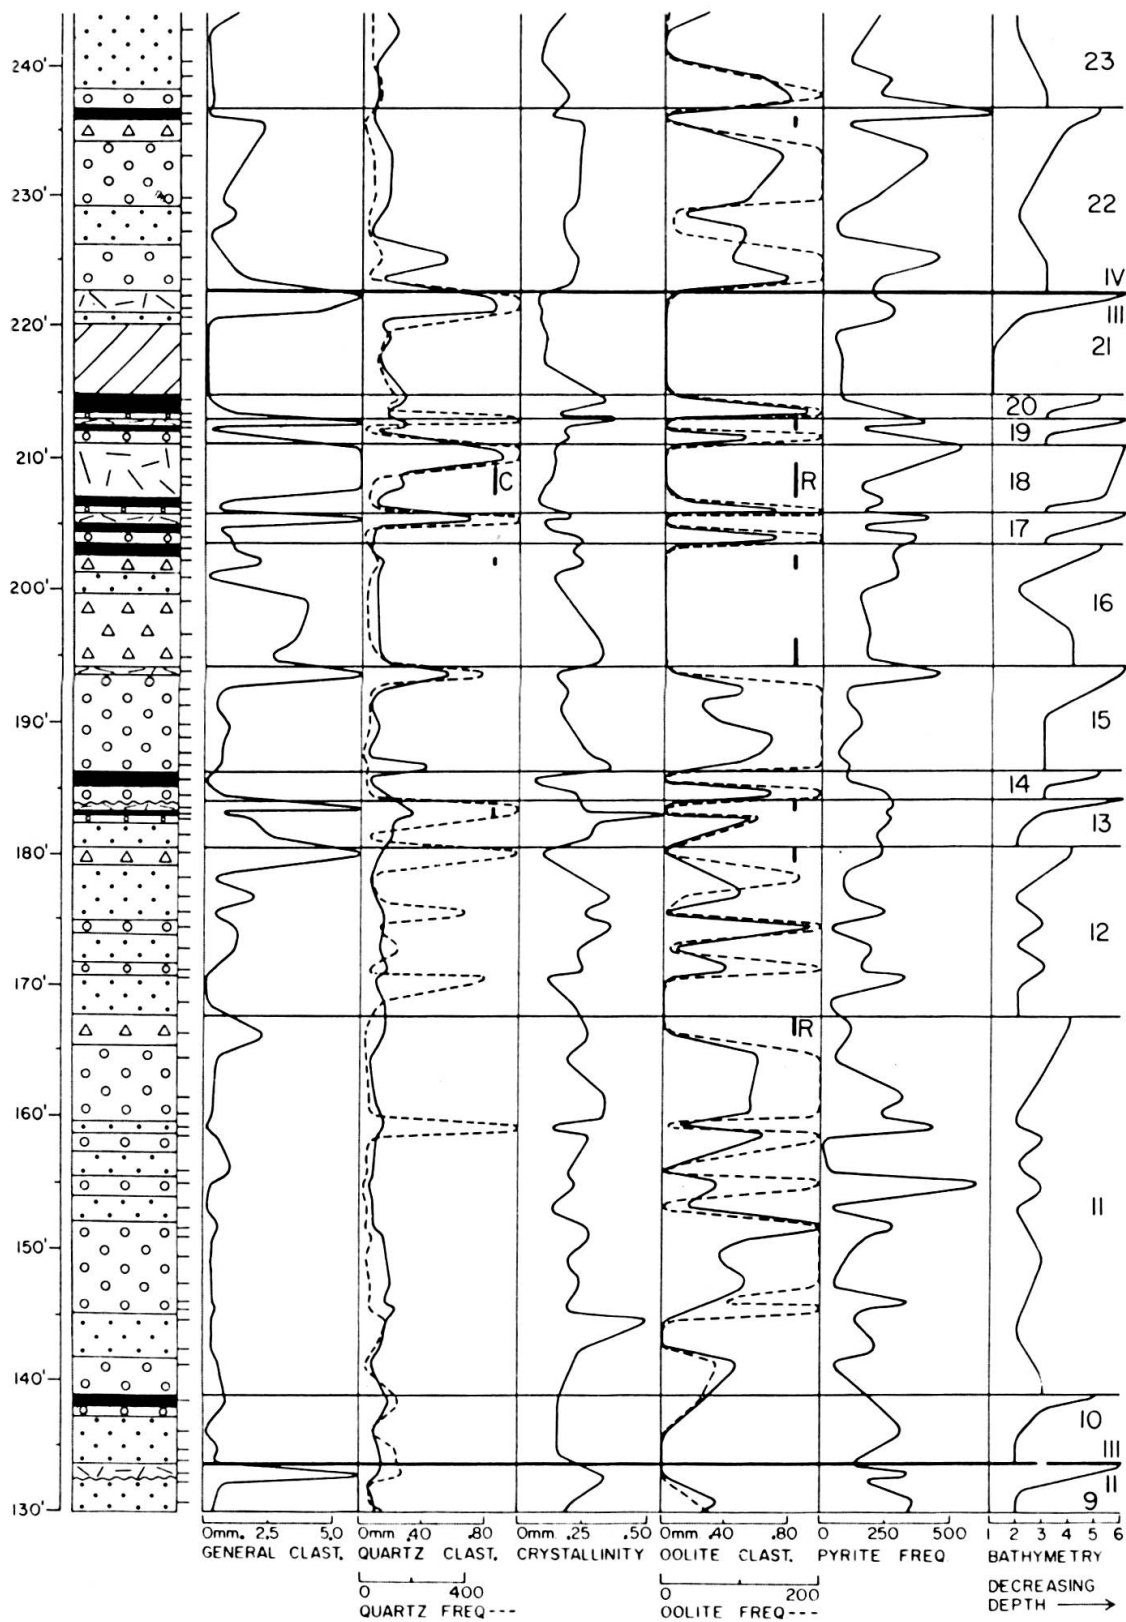 240'
23
230'
22
IV
220'
III
21
20
19
210'
C
R
18
17
200'
16
190'
15
14
13
180'
12
170'
R
160'
11
150'
140'
10
III
II
130'
9
0mm. 2.5 5.0 0mm .40 .80 0mm .25 .50 0mm .40 .80 0 250 500 1 2 3 4 5 6
GENERAL CLAST. QUARTZ CLAST. CRYSTALLINITY OOLITE CLAST. PYRITE FREQ. BATHYMETRY
0 400 0 200 DECREASING
QUARTZ FREQ--- OOLITE FREQ--- DEPTH